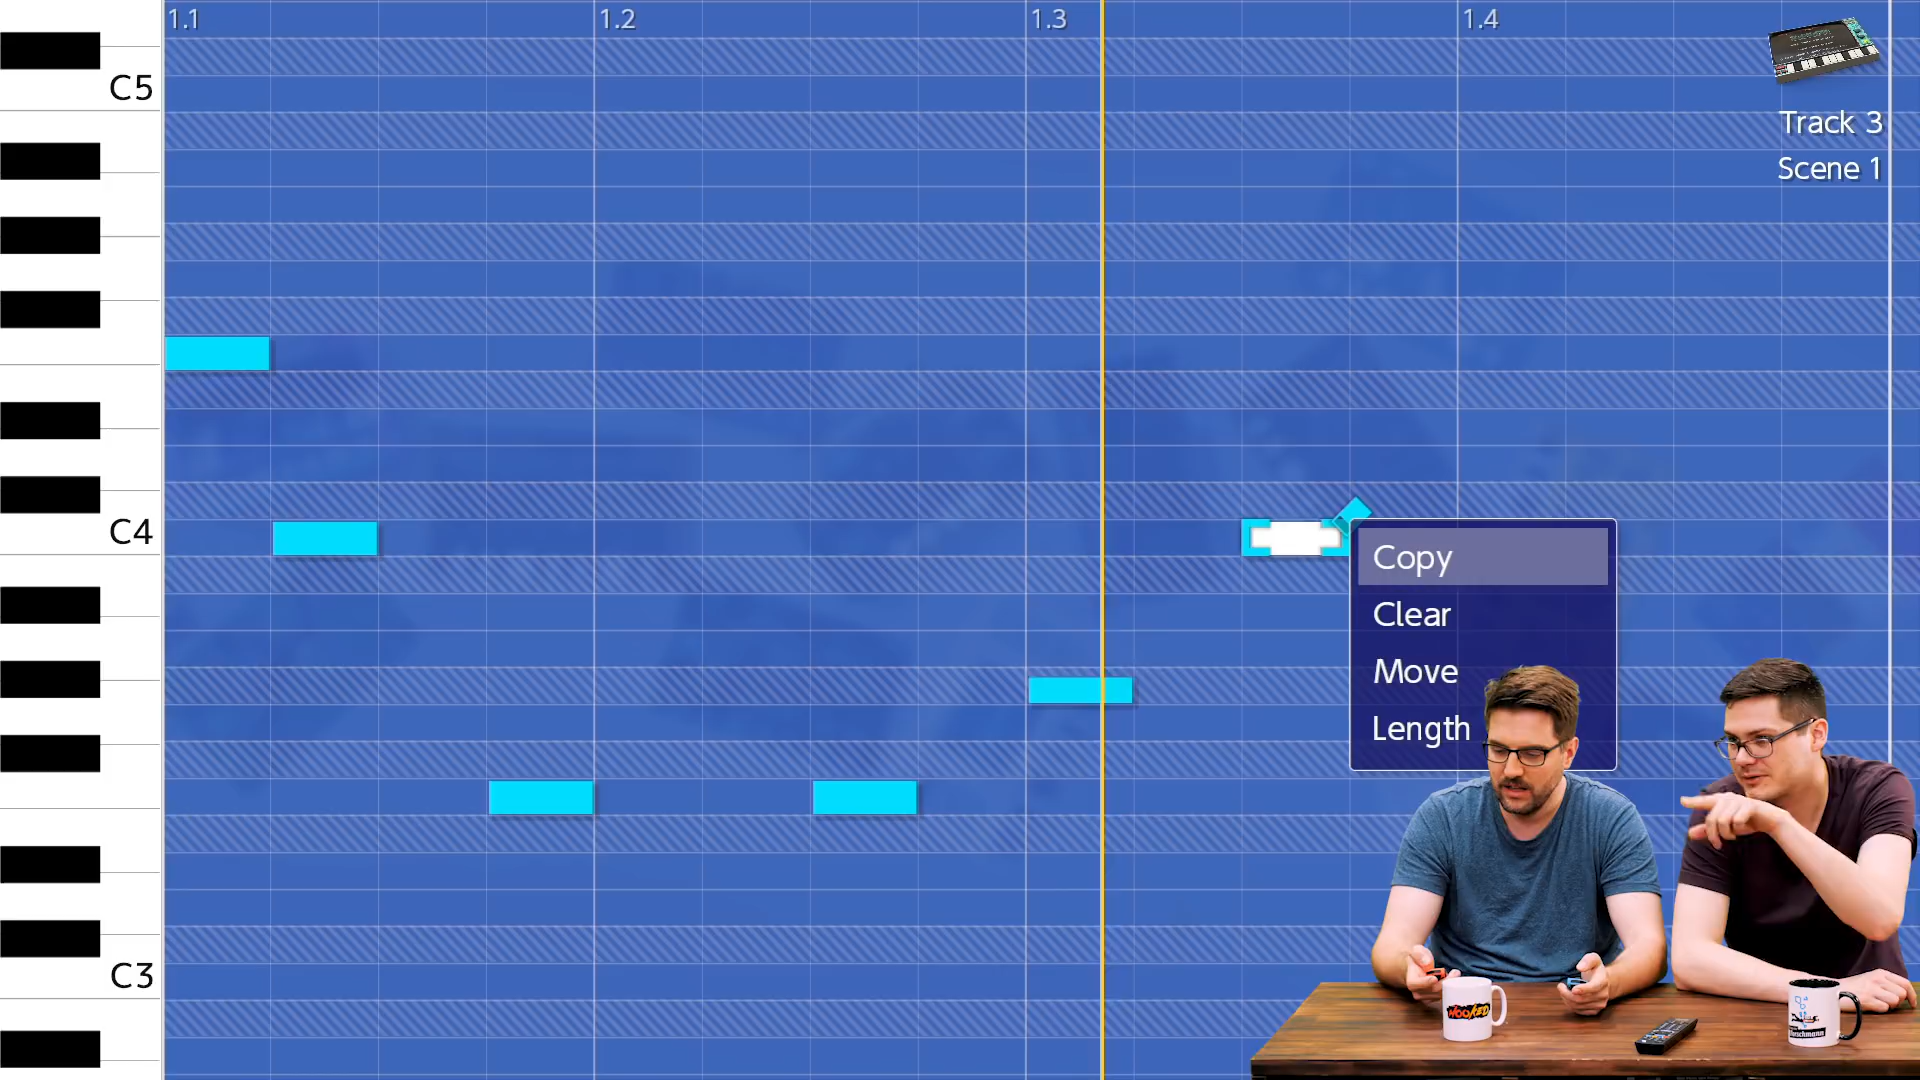 1.1
1.2
1.3
1.4
C5
Track 3
Scene 1
C4
Copy
Clear
Move
Length
C3
HOOKED